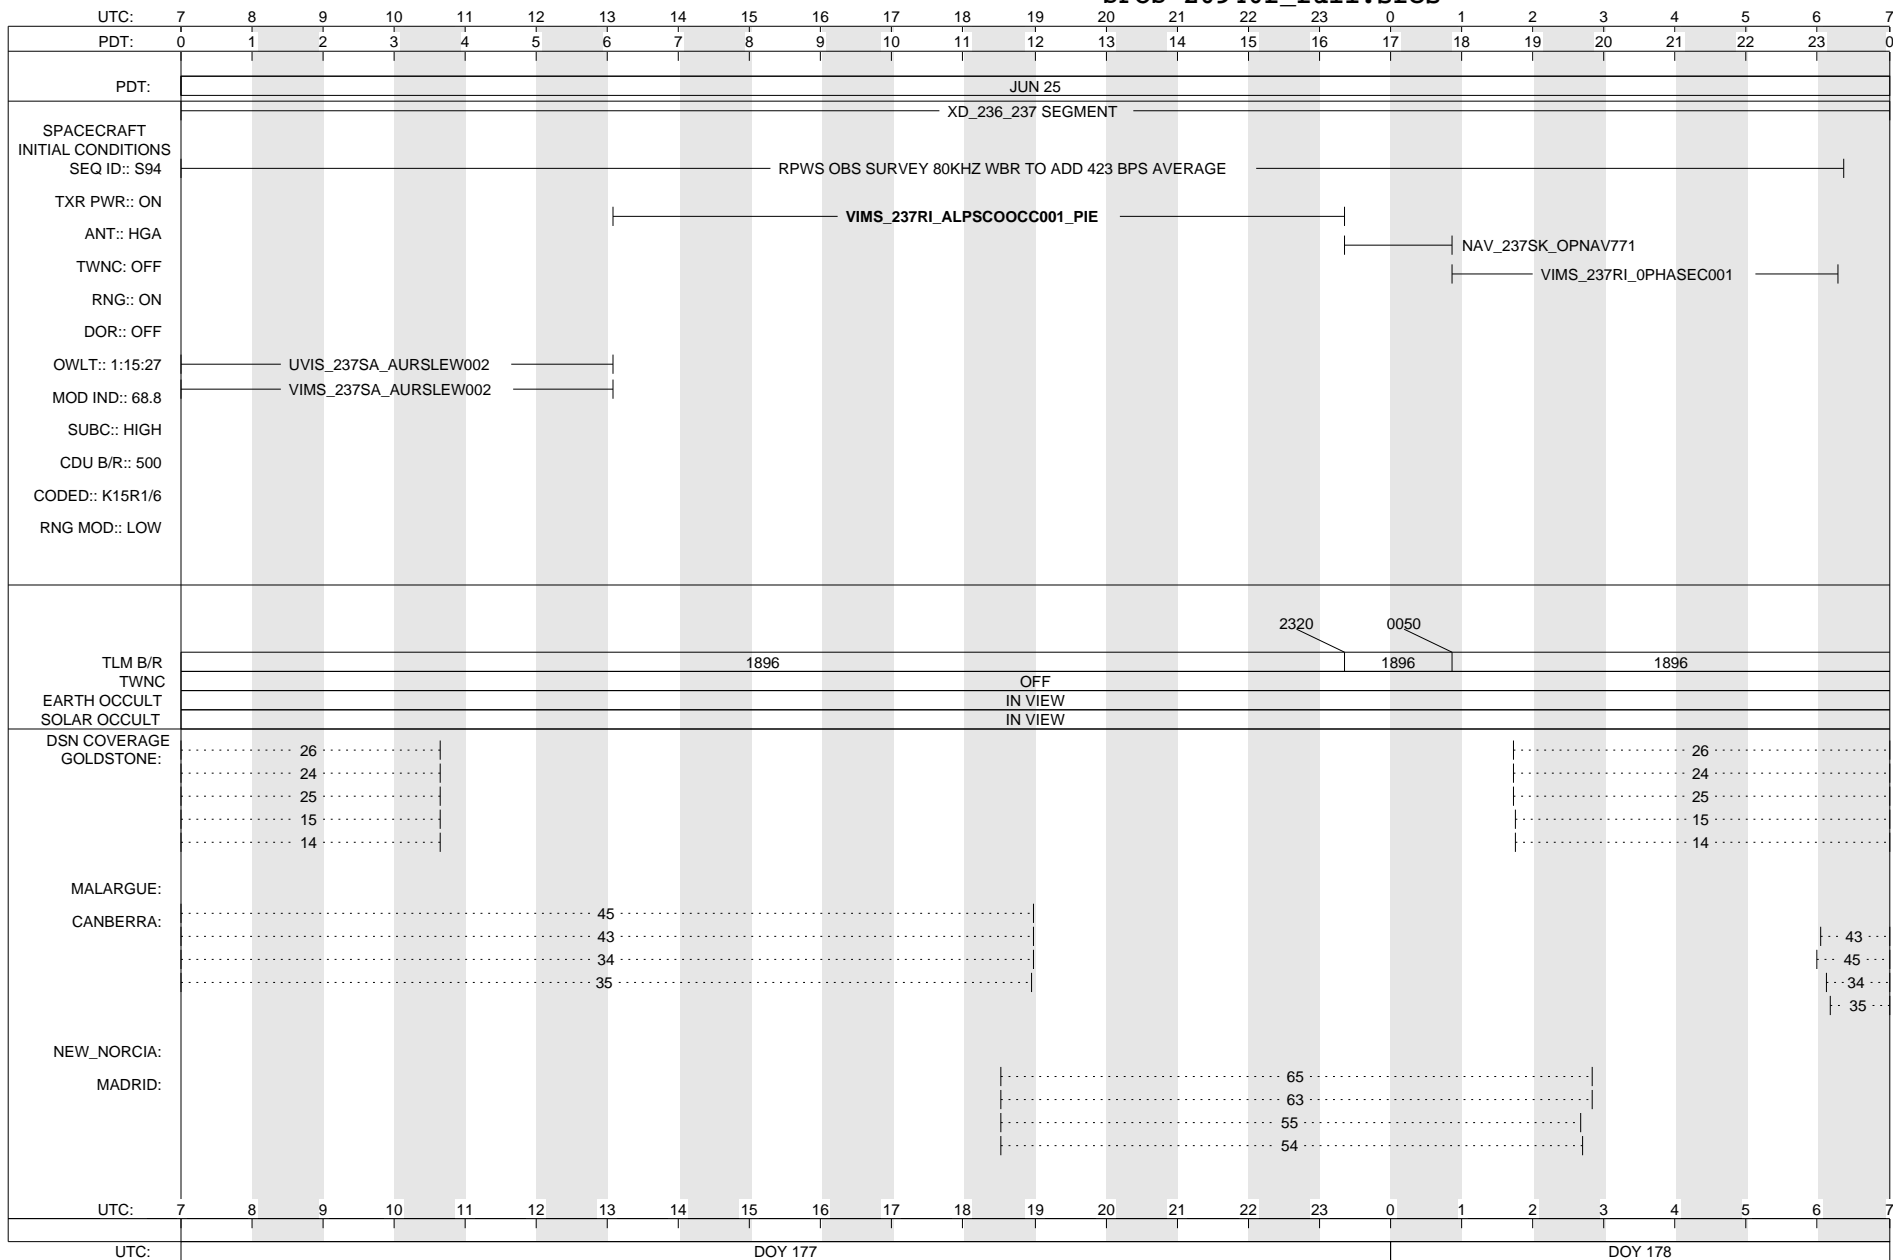 UTC: 7 8 9 10 11 12 13 14 15 16 17 18 19 20 21 22 23 0 1 2 3 4 5 6 7
PDT: 0 1 2 3 4 5 6 7 8 9 10 11 12 13 14 15 16 17 18 19 20 21 22 23 0
PDT: JUN 25
XD_236_237 SEGMENT
SPACECRAFT
INITIAL CONDITIONS
SEQ ID:: S94 RPWS OBS SURVEY 80KHZ WBR TO ADD 423 BPS AVERAGE
TXR PWR:: ON
VIMS_237RI_ALPSCOOCC001_PIE
ANT:: HGA
NAV_237SK_OPNAV771
TWNC: OFF
VIMS_237RI_0PHASEC001
RNG:: ON
DOR:: OFF
OWLT:: 1:15:27 UVIS_237SA_AURSLEW002
VIMS_237SA_AURSLEW002
MOD IND:: 68.8
SUBC:: HIGH
CDU B/R:: 500
CODED:: K15R1/6
RNG MOD:: LOW
2320 0050
TLM B/R 1896 1896 1896
TWNC OFF
EARTH OCCULT IN VIEW
SOLAR OCCULT IN VIEW
DSN COVERAGE
GOLDSTONE:
26 26
24 24
25 25
15 15
14 14
MALARGUE:
CANBERRA:
45
43 43
34 45
35 34
35
NEW_NORCIA:
MADRID:
65
63
55
54
UTC: 7 8 9 10 11 12 13 14 15 16 17 18 19 20 21 22 23 0 1 2 3 4 5 6 7
UTC: DOY 177 DOY 178